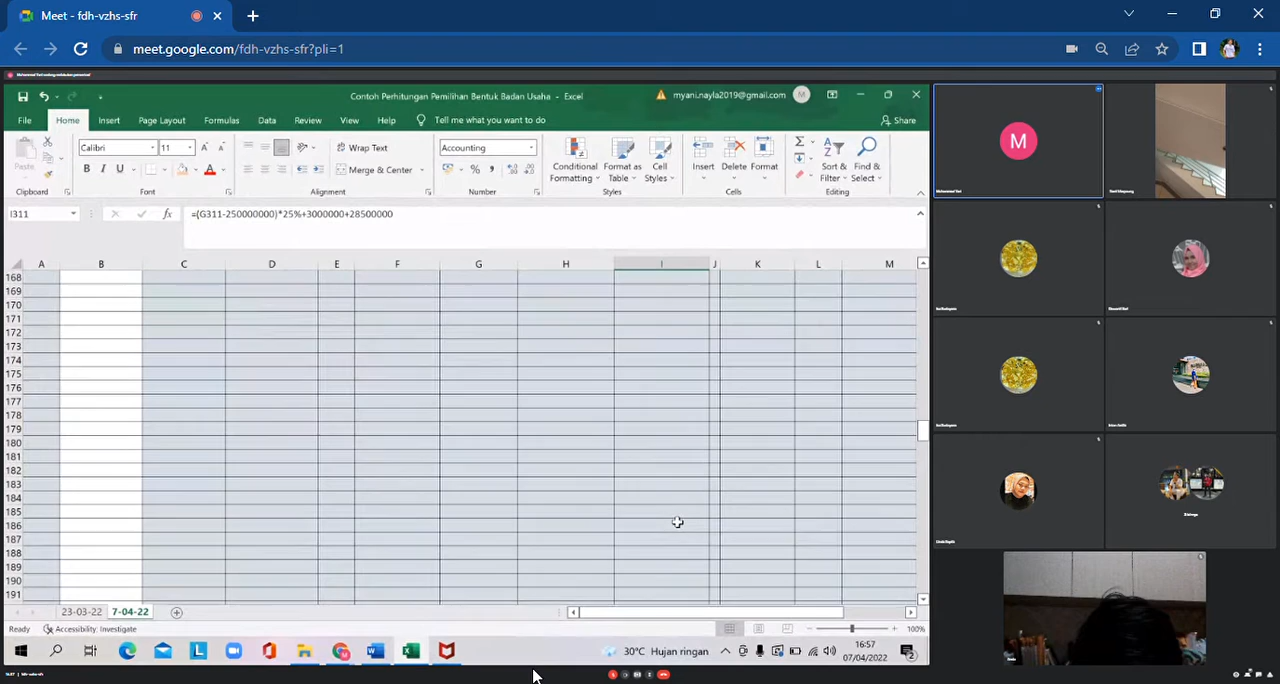 Meet - fdh-vzhs-sfr
meet.google.com/fdh-vzhs-sfr?pli=1
Contoh Perhitungan Pemilihan Bentuk Badan Usaha - Excel
myani.nayla2019@gmail.com M
File Home Insert Page Layout Formulas Data Review View Help Tell me what you want to do Share
Paste
Calibri 11
B I U
Wrap Text
Merge & Center
Accounting
Conditional Formatting
Format as Table
Cell Styles
Insert Delete Format
Sort & Filter
Find & Select
Clipboard Font Alignment Number Styles Cells Editing
I311 fx =(G311-250000000)*25%+3000000+28500000
A B C D E F G H I J K L M
168
169
170
171
172
173
174
175
176
177
178
179
180
181
182
183
184
185
186
187
188
189
190
191
23-03-22 7-04-22
Ready Accessibility: Investigate 100%
30°C Hujan ringan
16:57
07/04/2022
2
M